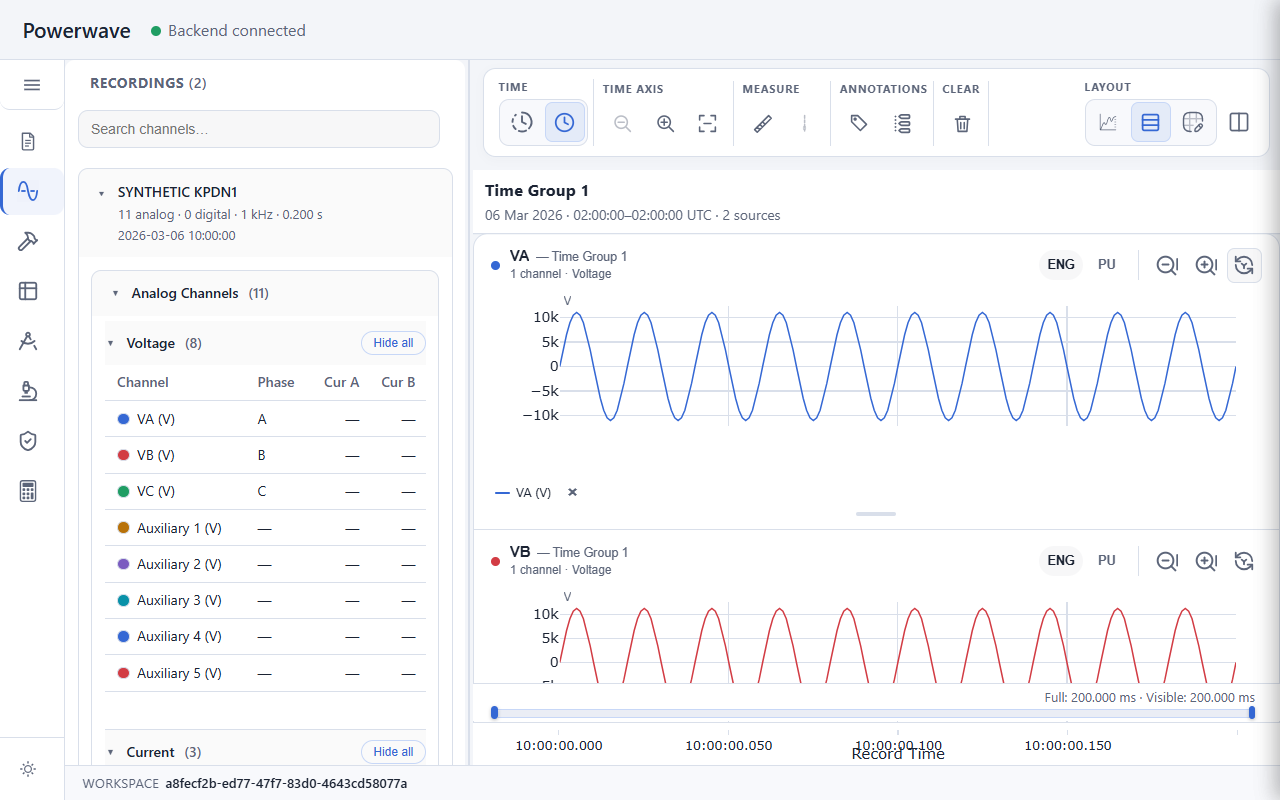 Powerwave Backend connected
RECORDINGS (2)
Search channels…
SYNTHETIC KPDN1
11 analog · 0 digital · 1 kHz · 0.200 s
2026-03-06 10:00:00
Analog Channels (11)
Voltage (8) Hide all
Channel Phase Cur A Cur B
VA (V) A — —
VB (V) B — —
VC (V) C — —
Auxiliary 1 (V) — — —
Auxiliary 2 (V) — — —
Auxiliary 3 (V) — — —
Auxiliary 4 (V) — — —
Auxiliary 5 (V) — — —
Current (3) Hide all
TIME TIME AXIS MEASURE ANNOTATIONS CLEAR LAYOUT
Time Group 1
06 Mar 2026 · 02:00:00–02:00:00 UTC · 2 sources
VA — Time Group 1
1 channel · Voltage
ENG PU
V
10k
5k
0
−5k
−10k
VA (V) ×
VB — Time Group 1
1 channel · Voltage
ENG PU
V
10k
5k
0
Full: 200.000 ms · Visible: 200.000 ms
10:00:00.000 10:00:00.050 10:00:00.100 10:00:00.150
Record Time
WORKSPACE a8fecf2b-ed77-47f7-83d0-4643cd58077a